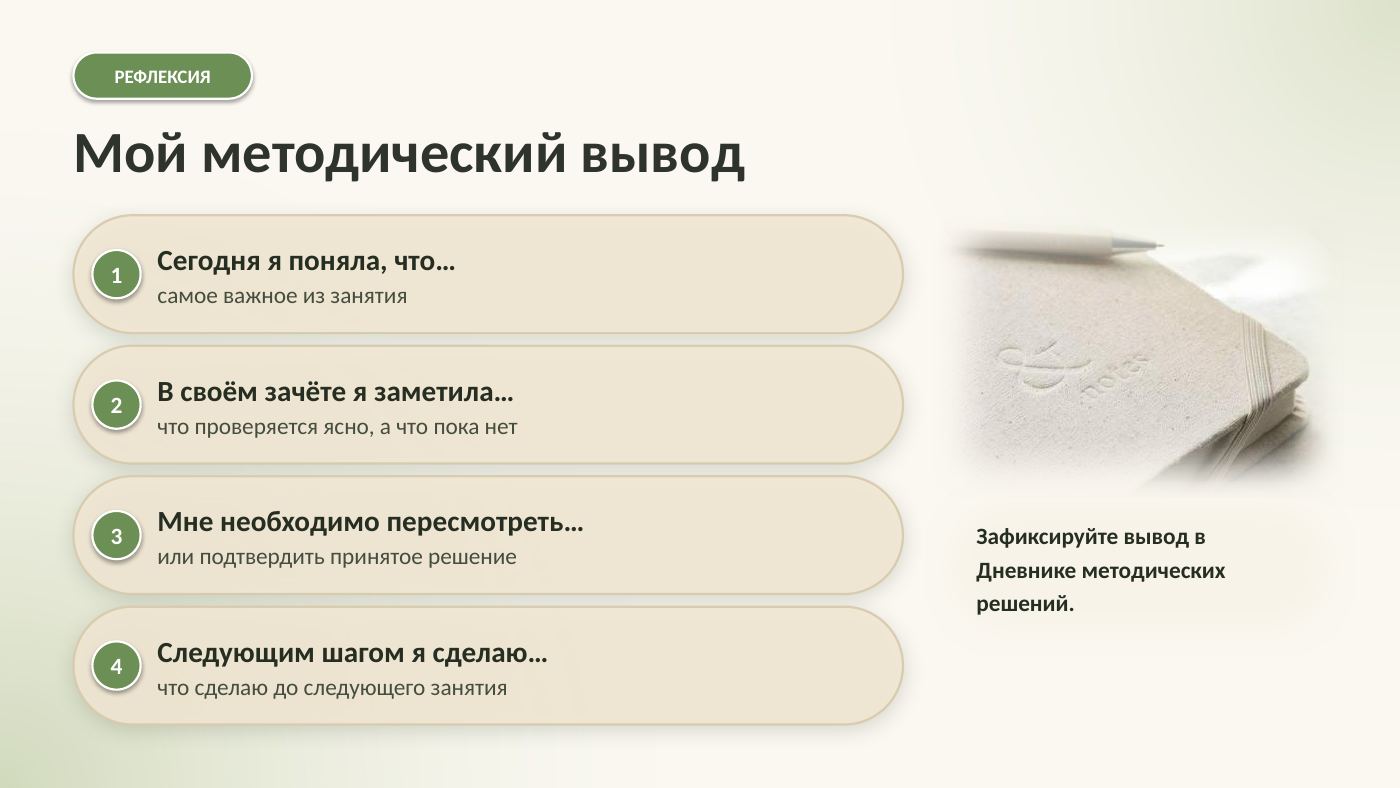 РЕФЛЕКСИЯ
Мой методический вывод
1
Сегодня я поняла, что…
самое важное из занятия
2
В своём зачёте я заметила…
что проверяется ясно, а что пока нет
3
Мне необходимо пересмотреть…
или подтвердить принятое решение
4
Следующим шагом я сделаю…
что сделаю до следующего занятия
notes
Зафиксируйте вывод в
Дневнике методических
решений.